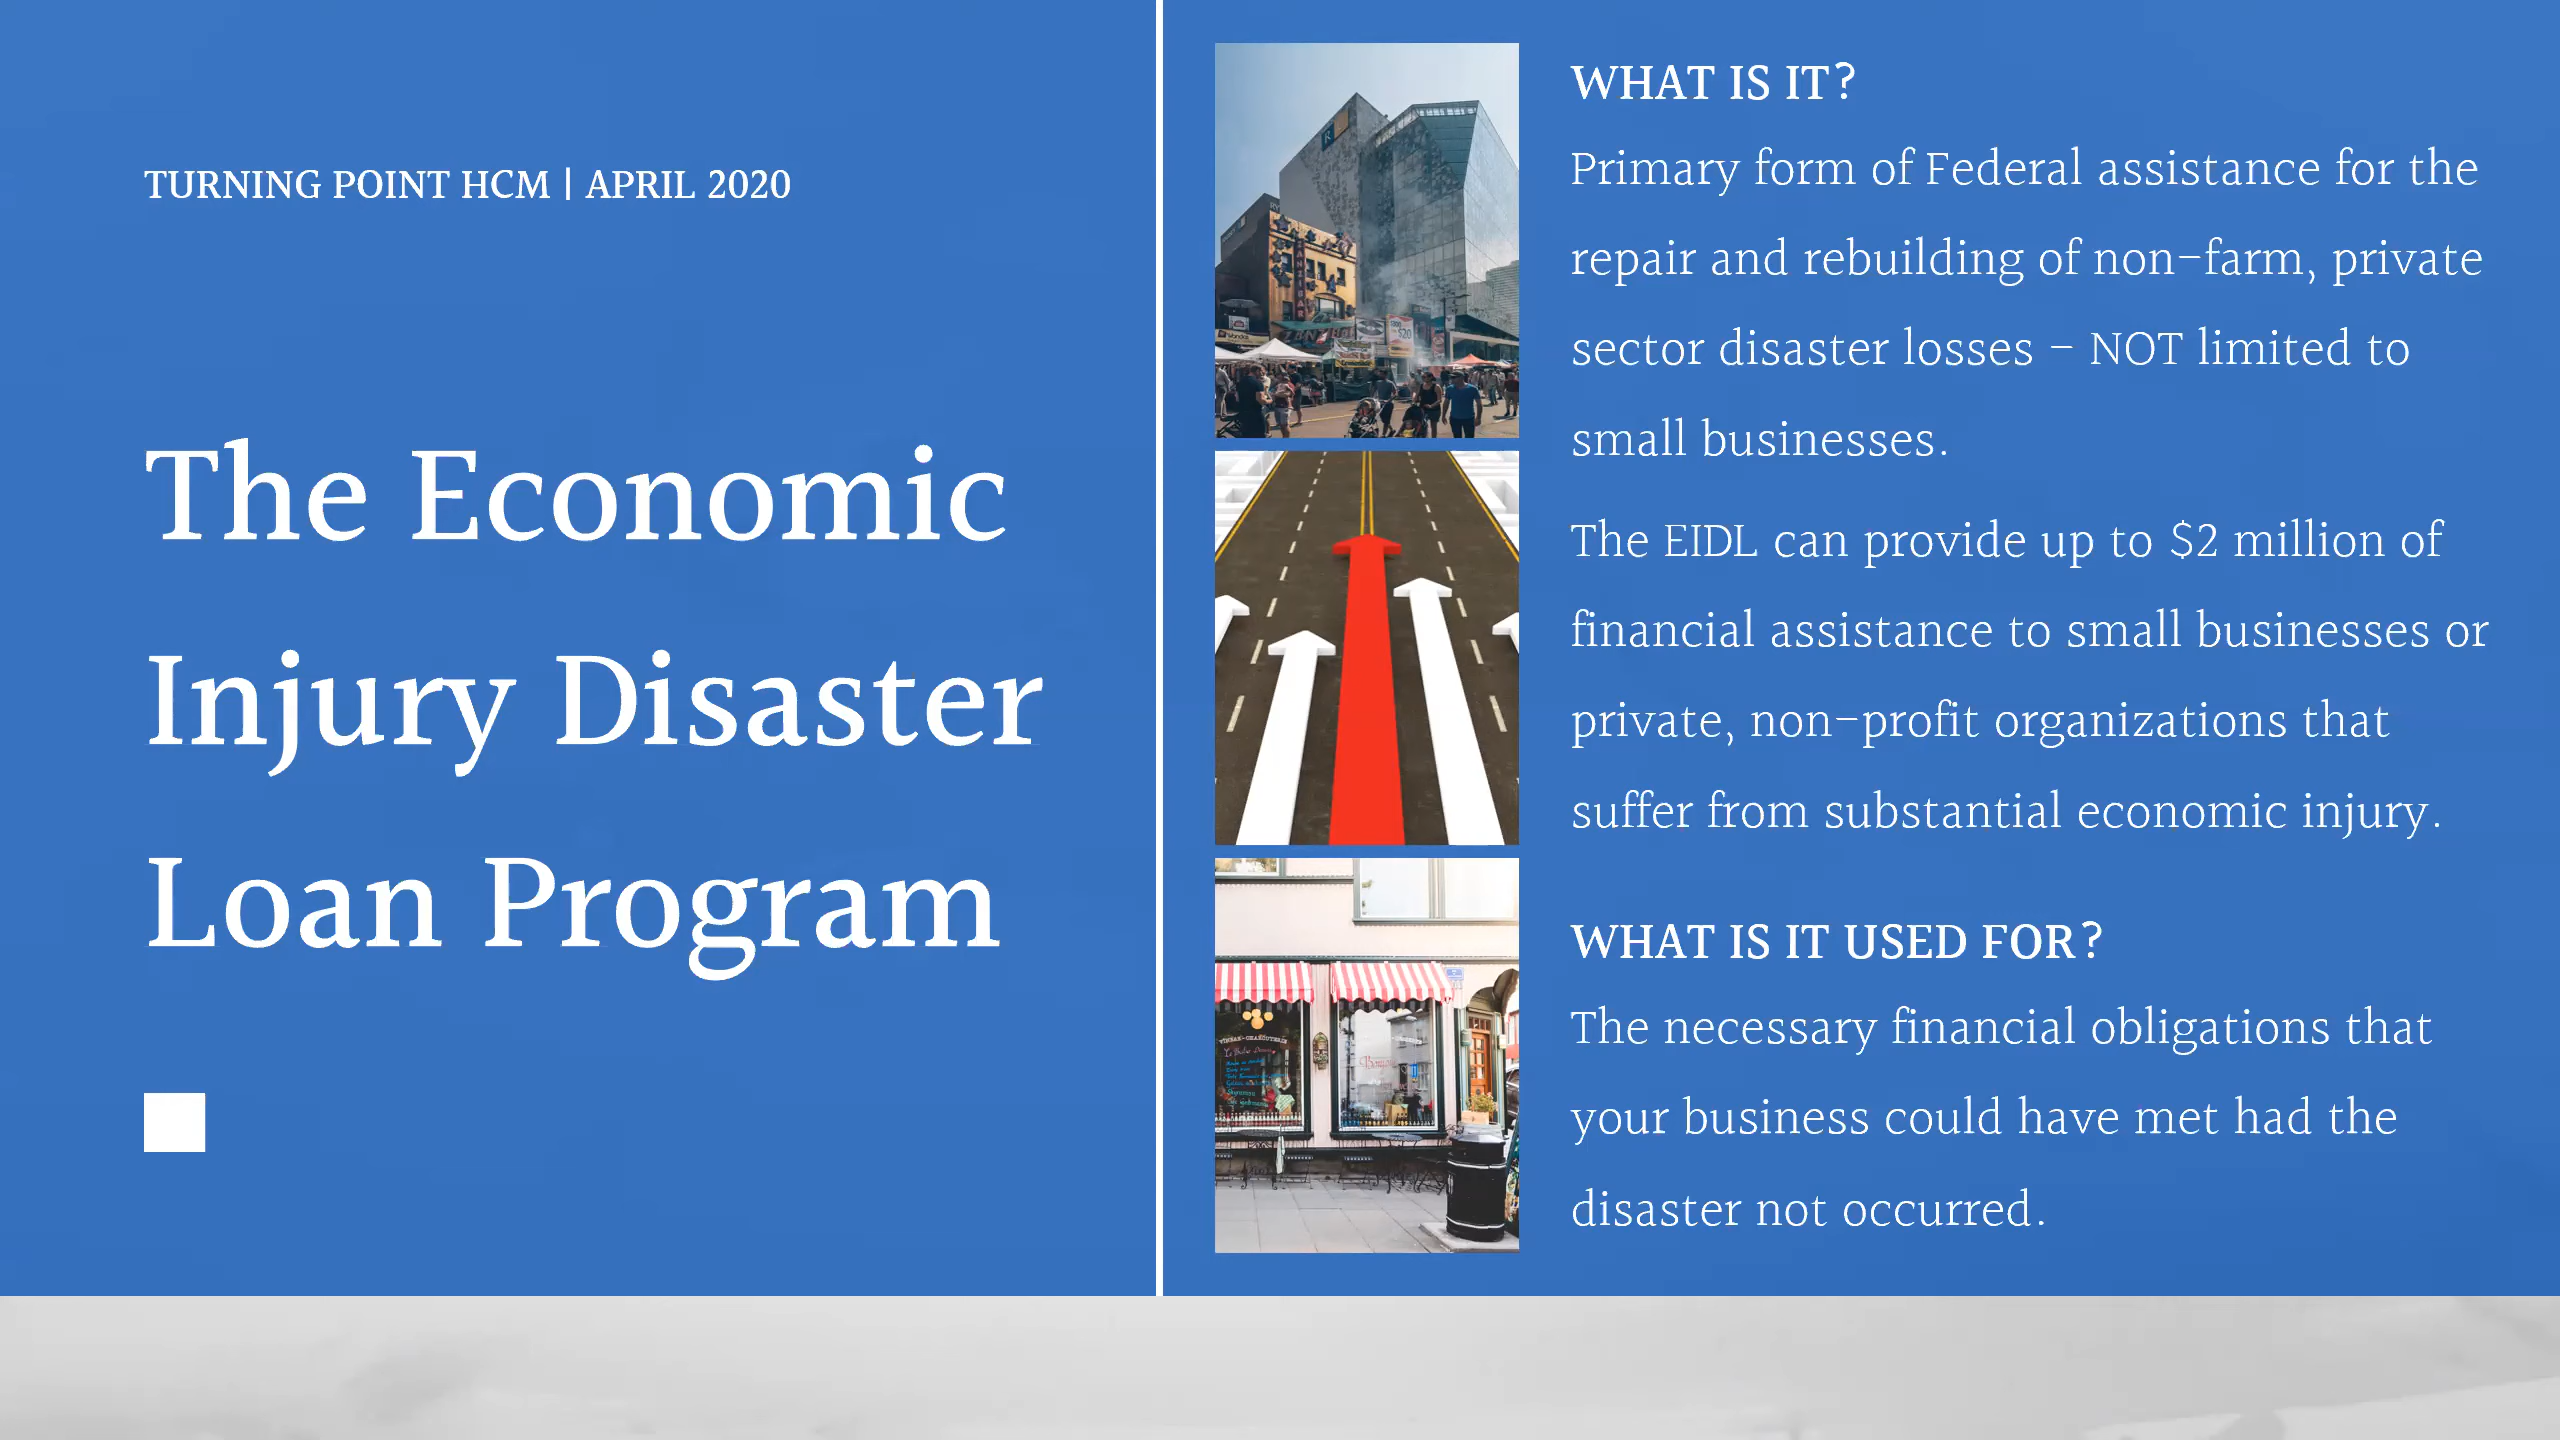 TURNING POINT HCM | APRIL 2020
The Economic
Injury Disaster
Loan Program
WHAT IS IT?
Primary form of Federal assistance for the
repair and rebuilding of non-farm, private
sector disaster losses - NOT limited to
small businesses.
The EIDL can provide up to $2 million of
financial assistance to small businesses or
private, non-profit organizations that
suffer from substantial economic injury.
WHAT IS IT USED FOR?
The necessary financial obligations that
your business could have met had the
disaster not occurred.